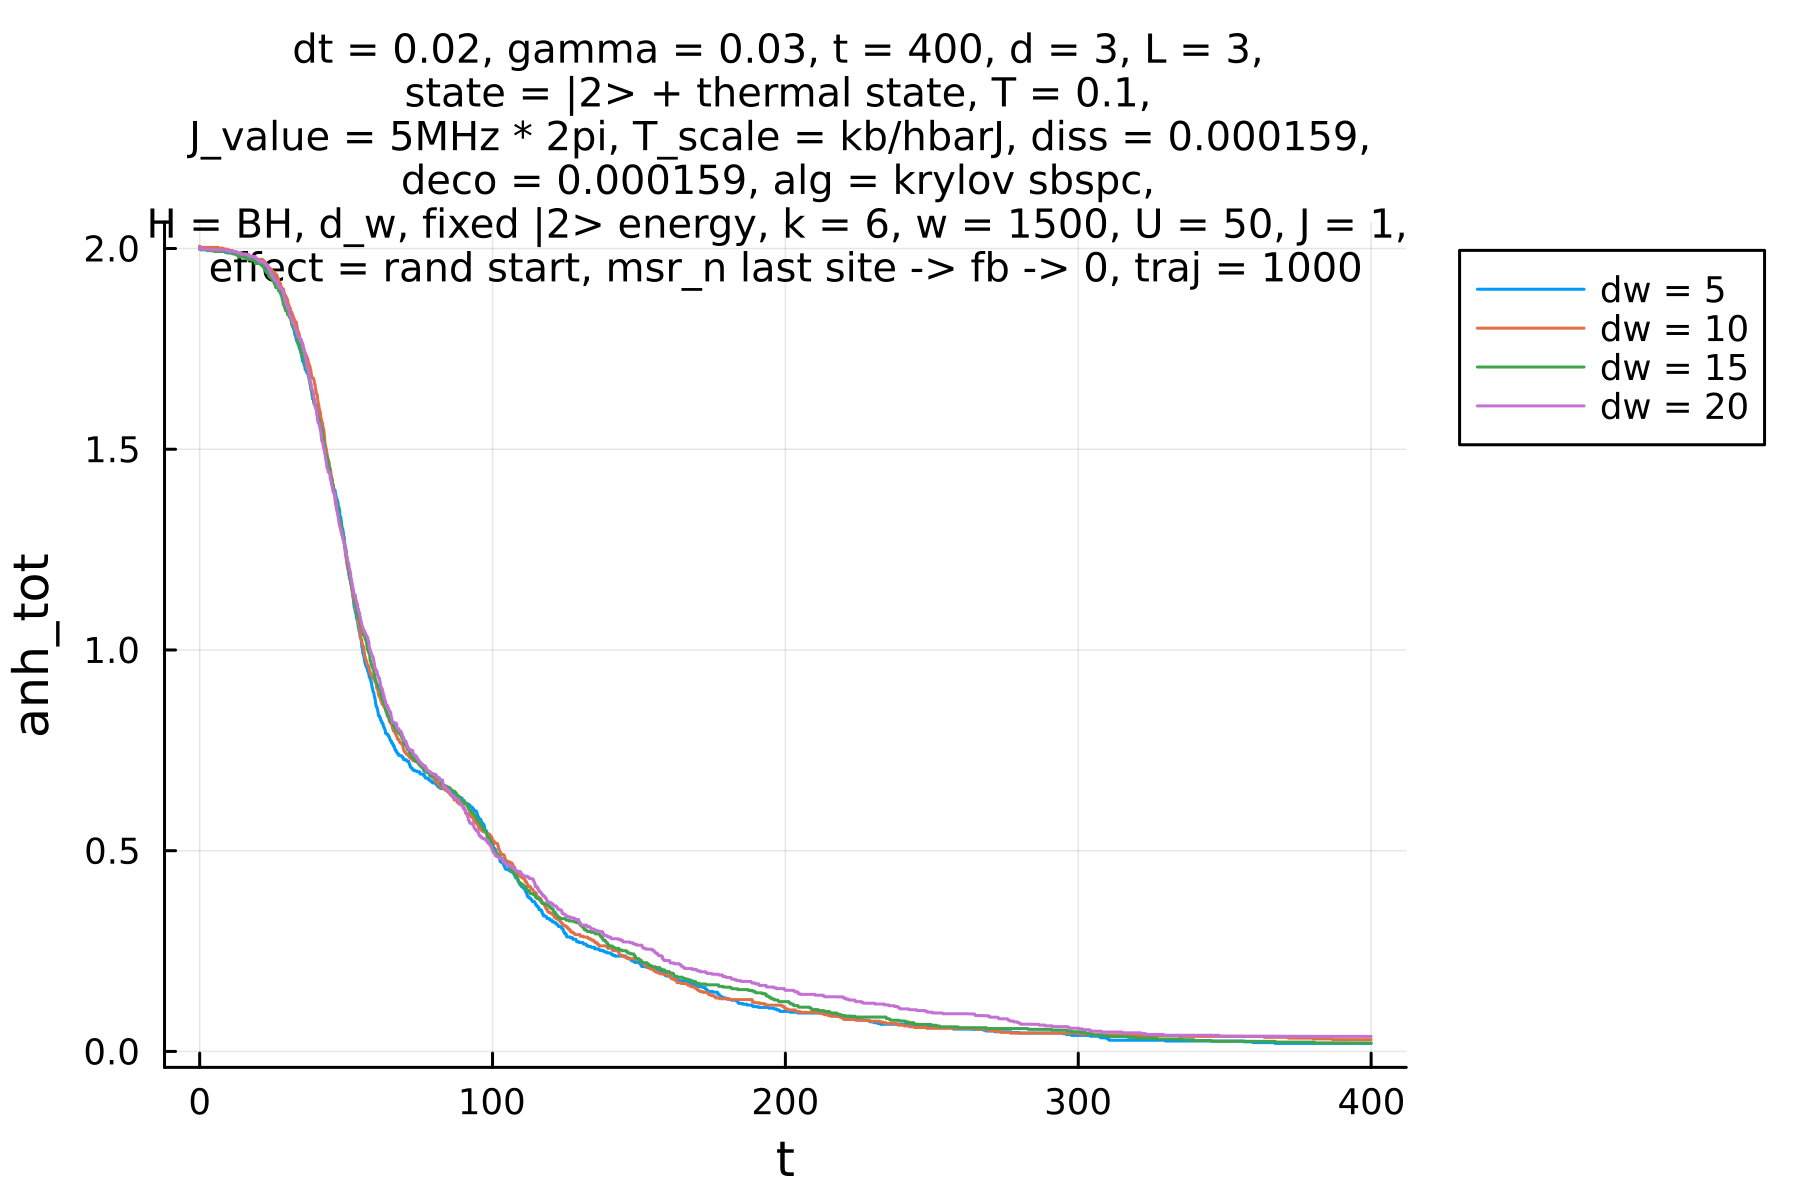 dt = 0.02, gamma = 0.03, t = 400, d = 3, L = 3,
state = |2> + thermal state, T = 0.1,
J_value = 5MHz * 2pi, T_scale = kb/hbarJ, diss = 0.000159,
deco = 0.000159, alg = krylov sbspc,
H = BH, d_w, fixed |2> energy, k = 6, w = 1500, U = 50, J = 1,
effect = rand start, msr_n last site -> fb -> 0, traj = 1000
dw = 5
dw = 10
dw = 15
dw = 20
anh_tot
2.0
1.5
1.0
0.5
0.0
0 100 200 300 400
t